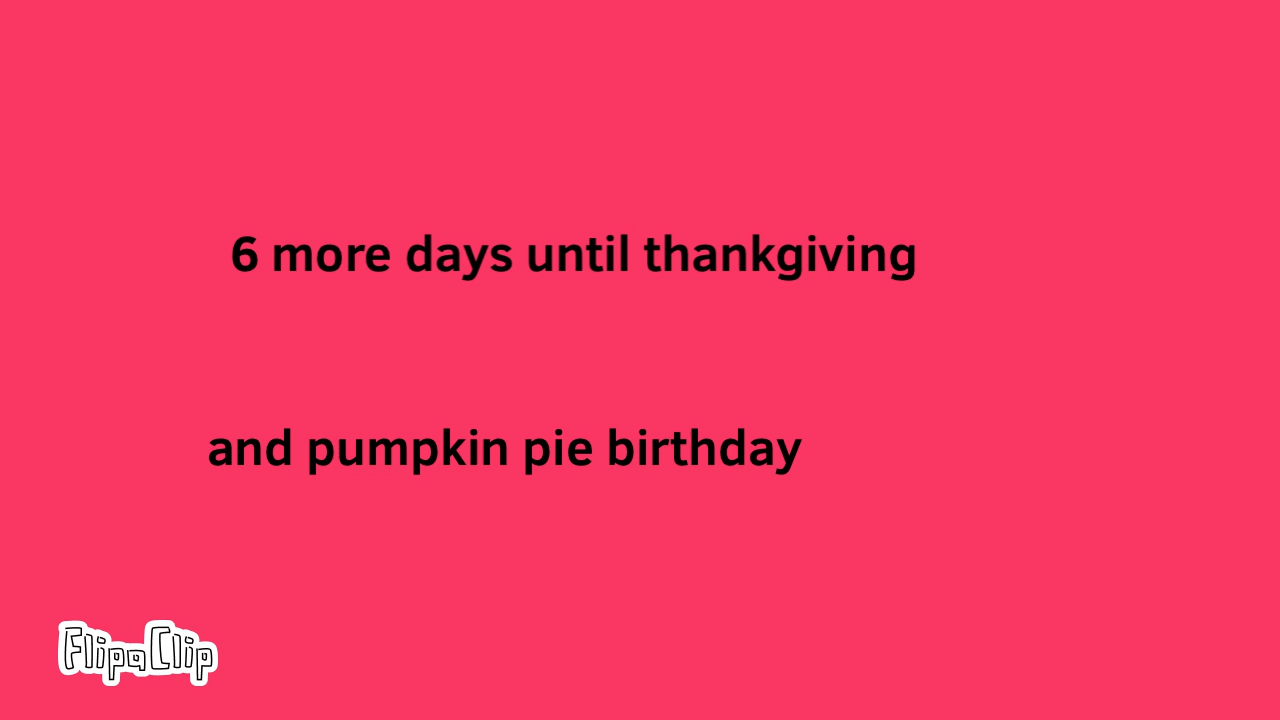 6 more days until thankgiving
and pumpkin pie birthday
FlipaClip